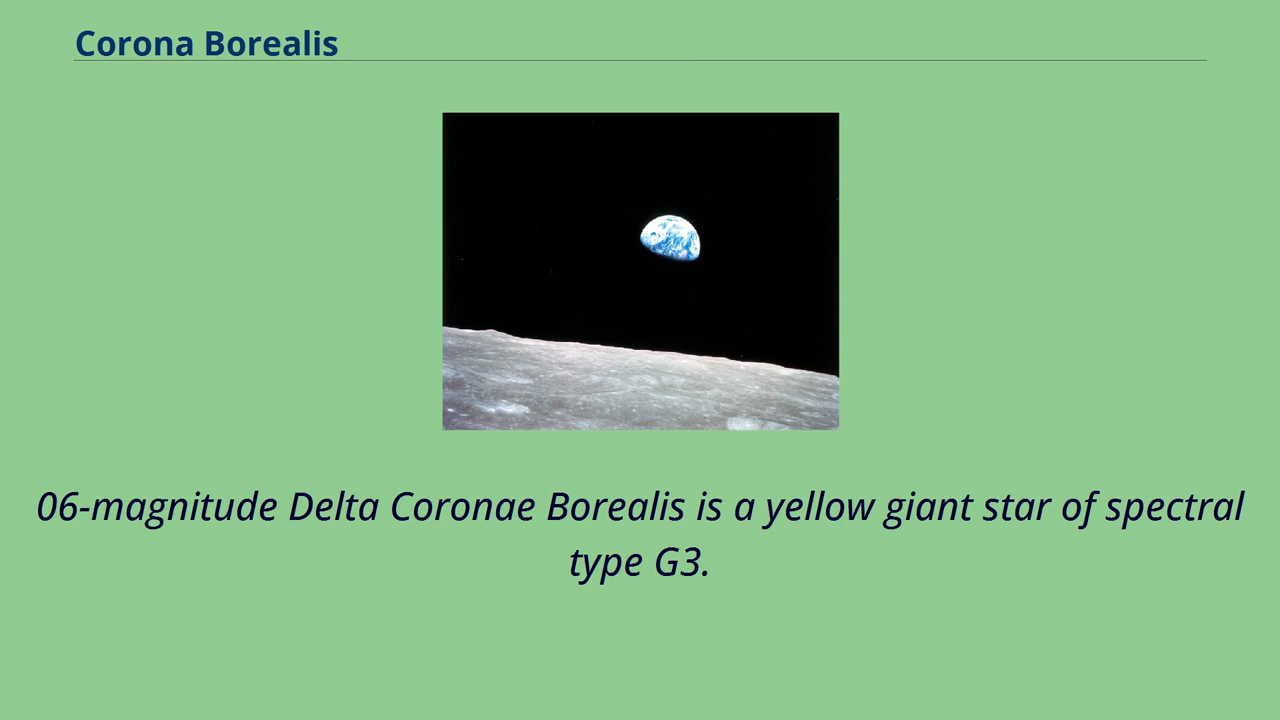 Corona Borealis
06-magnitude Delta Coronae Borealis is a yellow giant star of spectral
type G3.